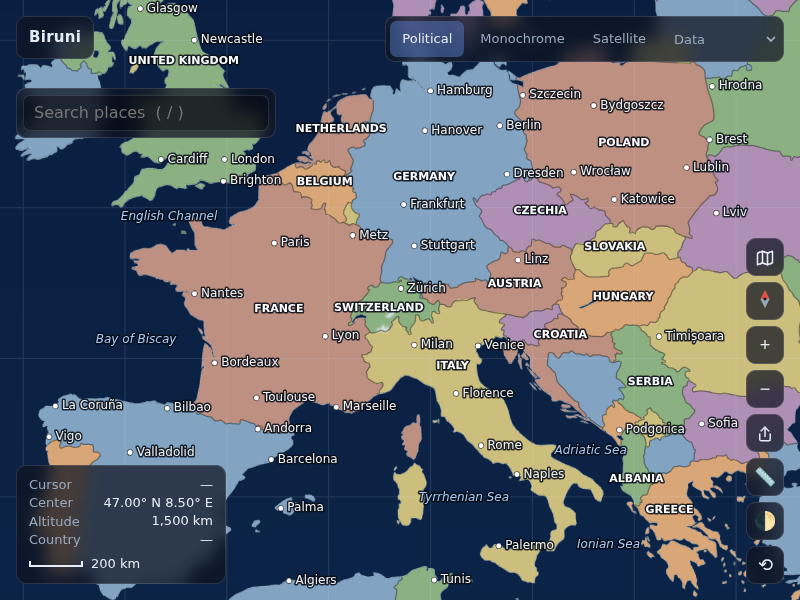 Biruni
Search places ( / )
Political
Monochrome
Satellite
Data
Glasgow
Newcastle
UNITED KINGDOM
Hamburg
Szczecin
Hrodna
Bydgoszcz
NETHERLANDS
Hanover
Berlin
POLAND
Brest
Cardiff
London
Brighton
BELGIUM
GERMANY
Dresden
Wrocław
Lublin
Frankfurt
CZECHIA
Katowice
Lviv
English Channel
Paris
Metz
Stuttgart
SLOVAKIA
Linz
AUSTRIA
Nantes
FRANCE
SWITZERLAND
Zürich
HUNGARY
Bay of Biscay
Lyon
Milan
Venice
CROATIA
Timișoara
Bordeaux
ITALY
SERBIA
La Coruña
Bilbao
Toulouse
Marseille
Florence
Vigo
Andorra
Podgorica
Sofia
Valladolid
Barcelona
Rome
Adriatic Sea
Naples
ALBANIA
Palma
Tyrrhenian Sea
GREECE
Palermo
Ionian Sea
Algiers
Tunis
Cursor —
Center 47.00° N 8.50° E
Altitude 1,500 km
Country —
200 km
+
−